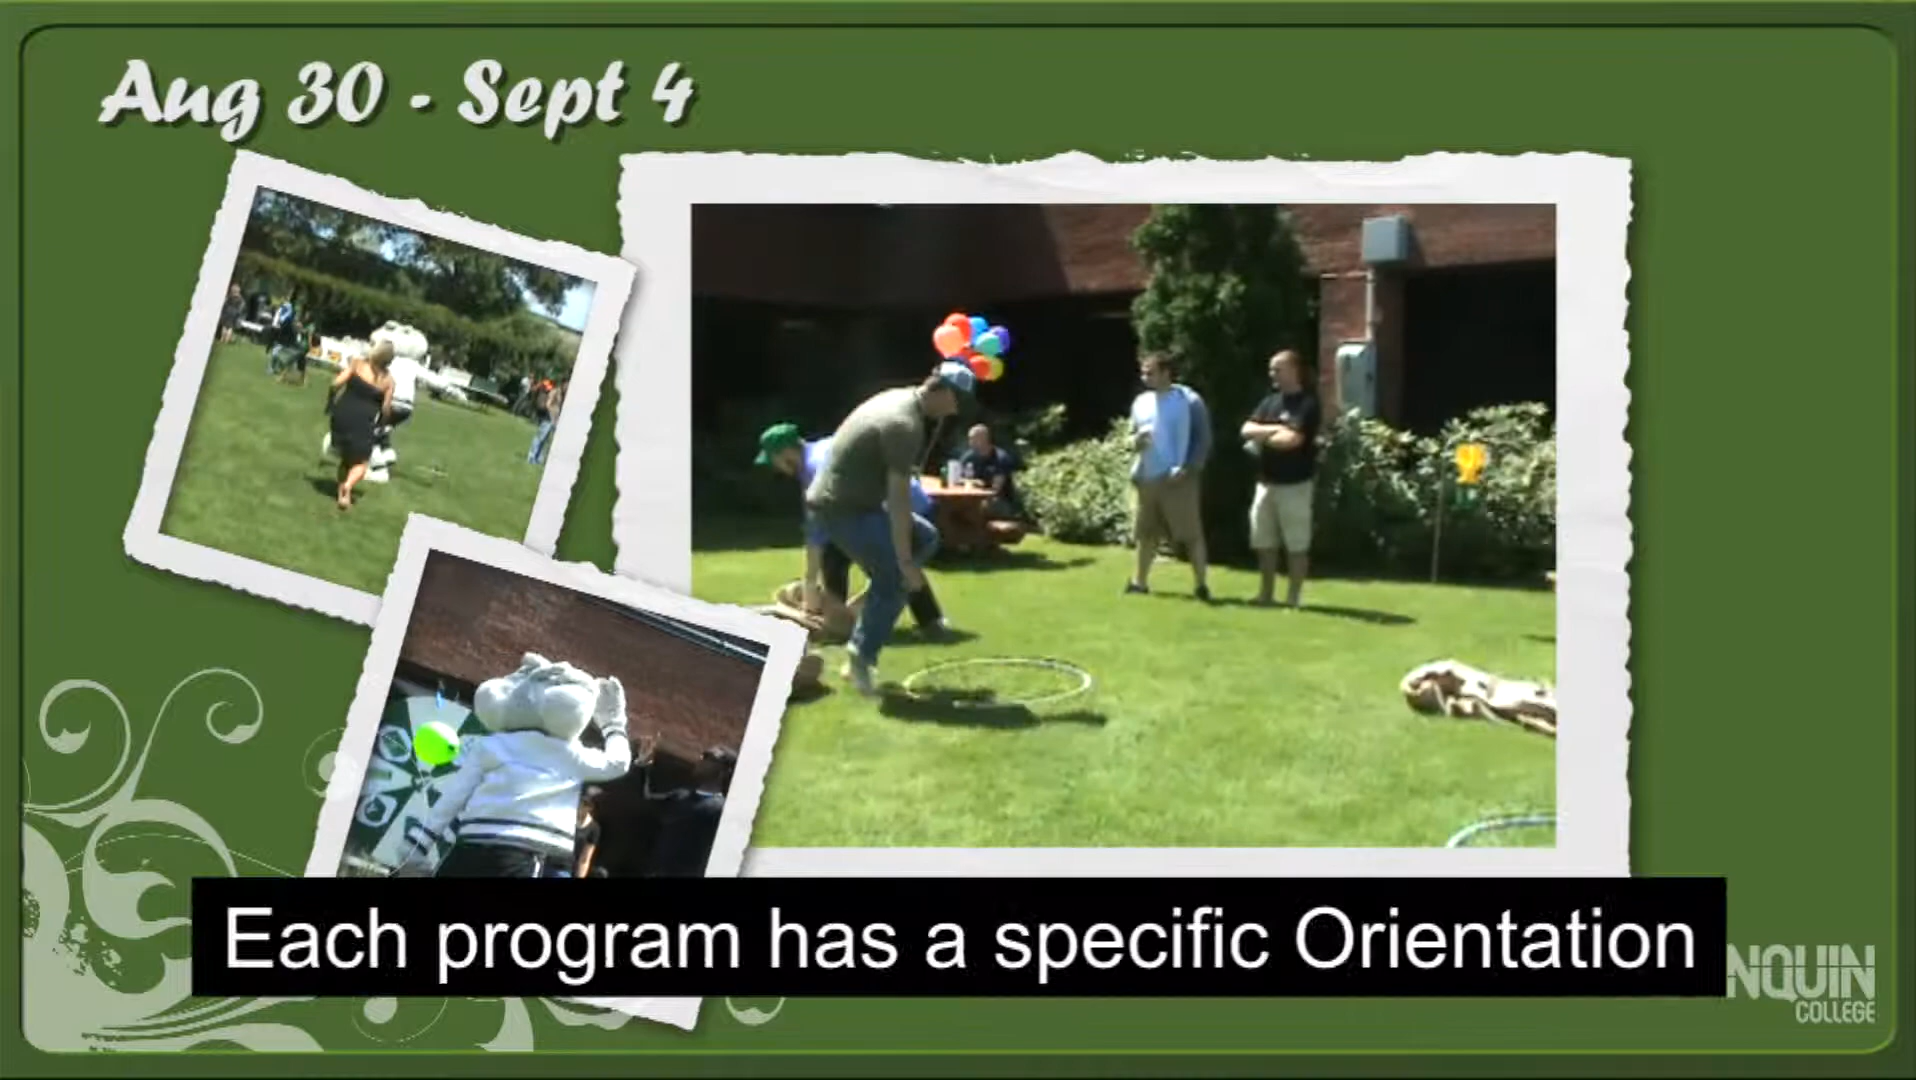 Aug 30 - Sept 4
Each program has a specific Orientation
NQUIN
COLLEGE